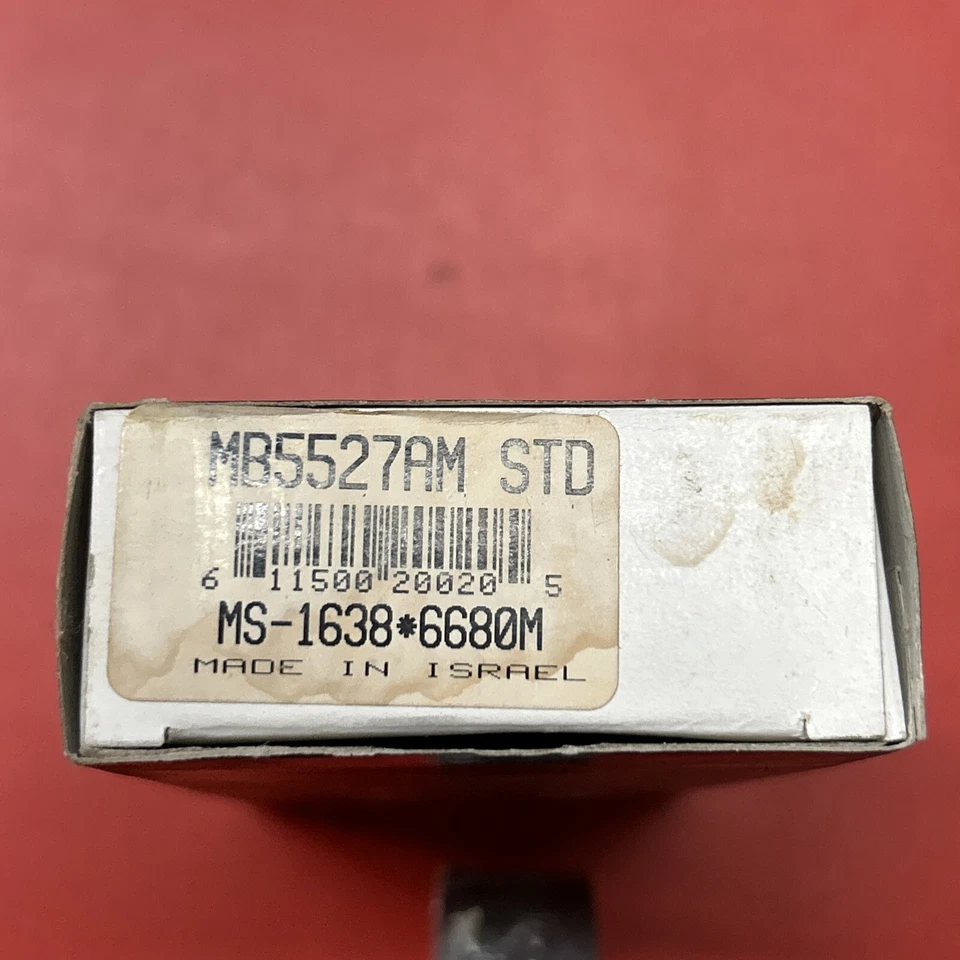 MB5527AM STD
6 11500 20020 5
MS-1638*6680M
MADE IN ISRAEL